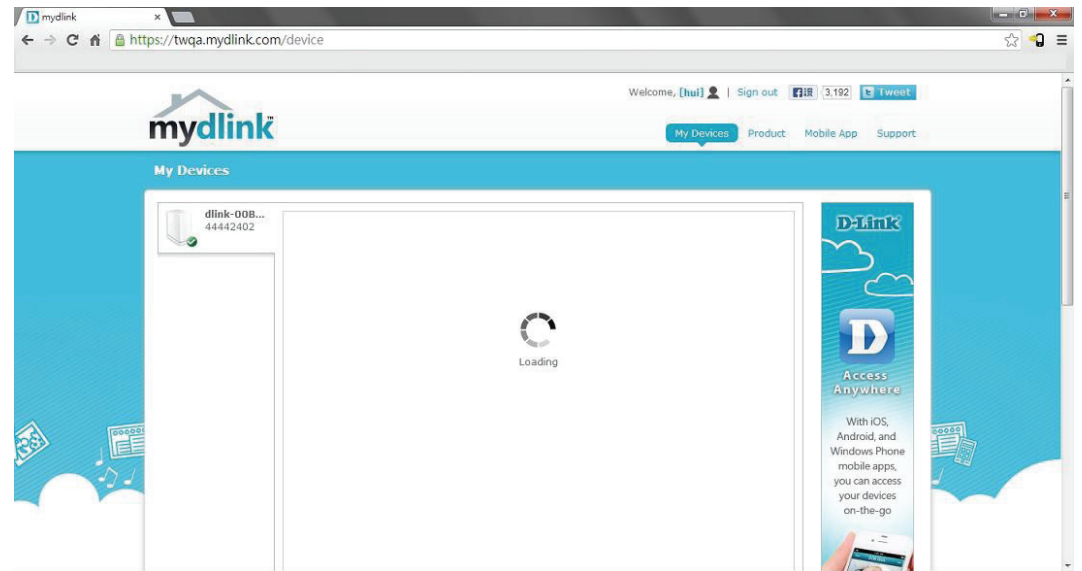 mydlink
https://twqa.mydlink.com/device
Welcome, [hui] | Sign out 讚 3,192 Tweet
mydlink™
My Devices Product Mobile App Support
My Devices
dlink-00B...
44442402
Loading
D-Link
D
Access
Anywhere
With iOS,
Android, and
Windows Phone
mobile apps,
you can access
your devices
on-the-go